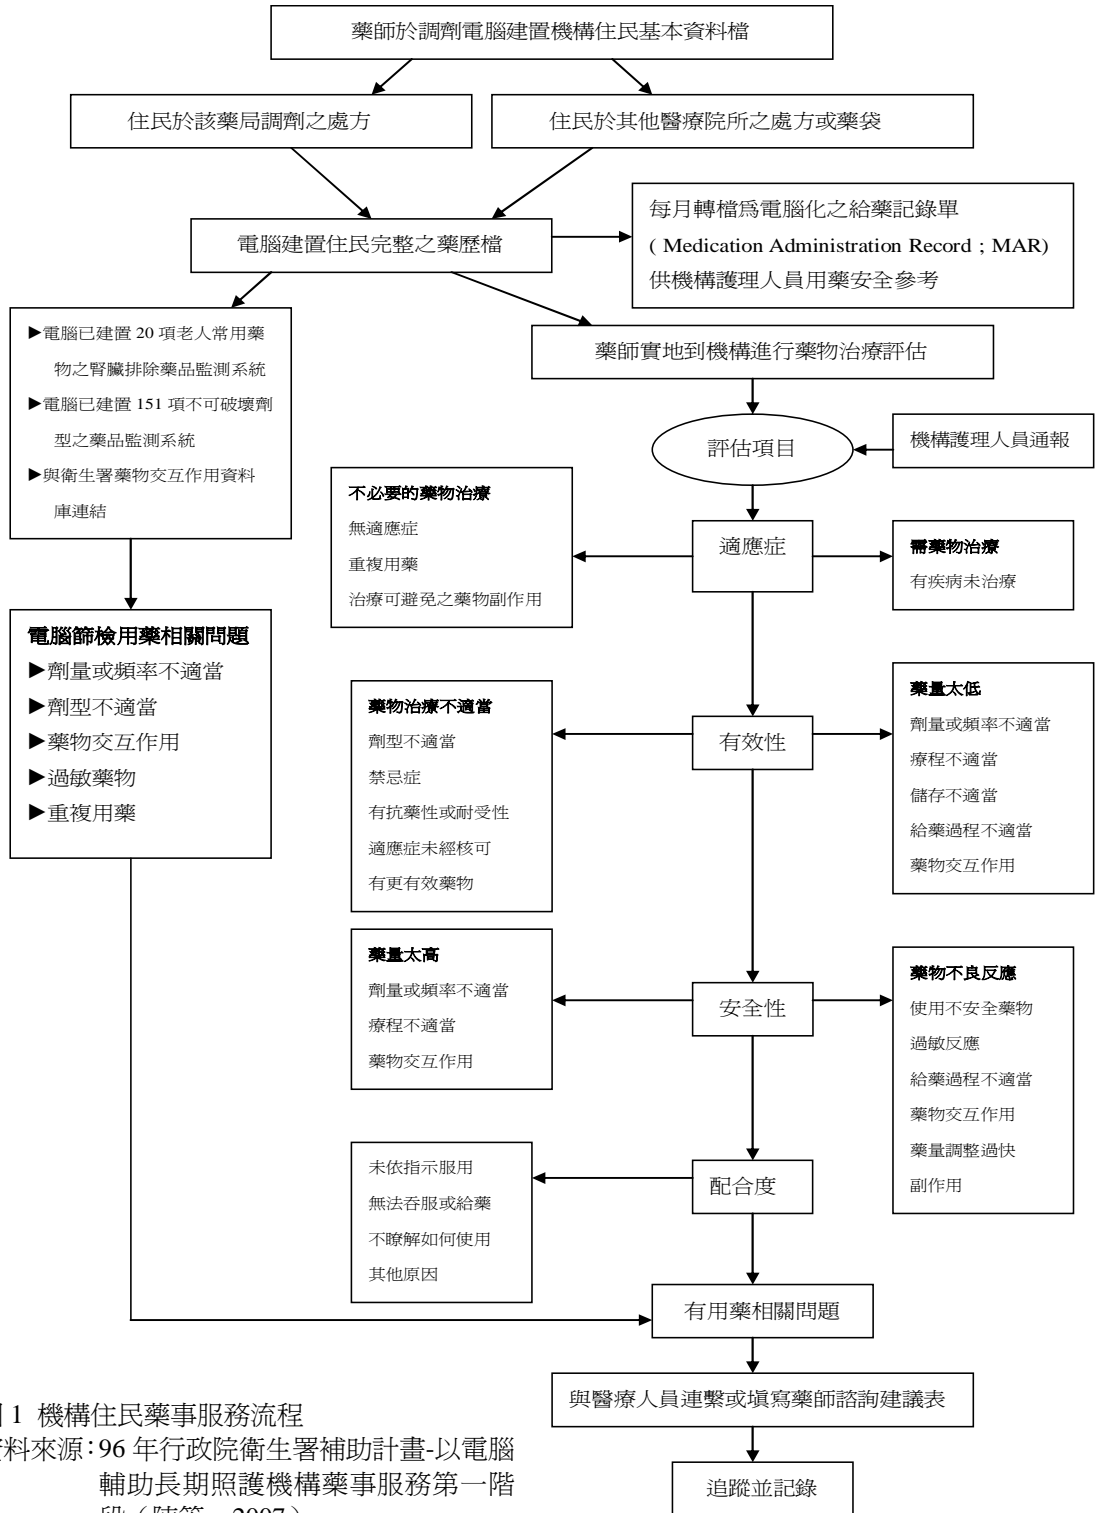 藥師於調劑電腦建置機構住民基本資料檔
住民於該藥局調劑之處方
住民於其他醫療院所之處方或藥袋
電腦建置住民完整之藥歷檔
每月轉檔為電腦化之給藥記錄單
( Medication Administration Record ; MAR)
供機構護理人員用藥安全參考
►電腦已建置 20 項老人常用藥
物之腎臟排除藥品監測系統
►電腦已建置 151 項不可破壞劑
型之藥品監測系統
►與衛生署藥物交互作用資料
庫連結
藥師實地到機構進行藥物治療評估
評估項目
機構護理人員通報
不必要的藥物治療
無適應症
重複用藥
治療可避免之藥物副作用
適應症
需藥物治療
有疾病未治療
電腦篩檢用藥相關問題
►劑量或頻率不適當
►劑型不適當
►藥物交互作用
►過敏藥物
►重複用藥
藥物治療不適當
劑型不適當
禁忌症
有抗藥性或耐受性
適應症未經核可
有更有效藥物
有效性
藥量太低
劑量或頻率不適當
療程不適當
儲存不適當
給藥過程不適當
藥物交互作用
藥量太高
劑量或頻率不適當
療程不適當
藥物交互作用
安全性
藥物不良反應
使用不安全藥物
過敏反應
給藥過程不適當
藥物交互作用
藥量調整過快
副作用
未依指示服用
無法吞服或給藥
不瞭解如何使用
其他原因
配合度
有用藥相關問題
與醫療人員連繫或填寫藥師諮詢建議表
追蹤並記錄
1 機構住民藥事服務流程
料來源：96 年行政院衛生署補助計畫-以電腦
輔助長期照護機構藥事服務第一階
2007）